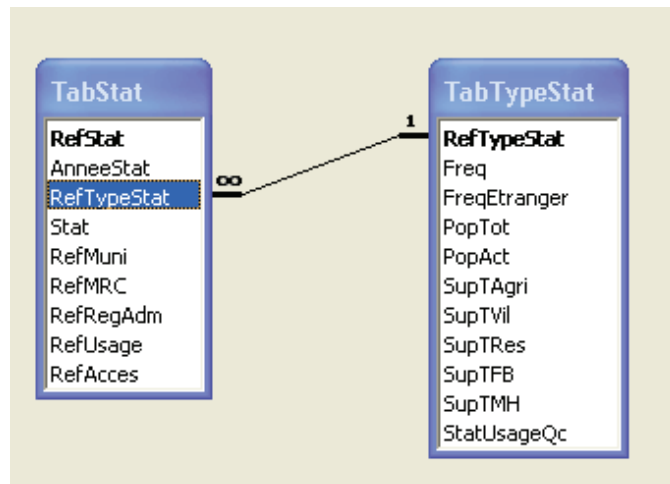 TabStat
RefStat
AnneeStat
RefTypeStat
Stat
RefMuni
RefMRC
RefRegAdm
RefUsage
RefAcces
∞
1
TabTypeStat
RefTypeStat
Freq
FreqEtranger
PopTot
PopAct
SupTAgri
SupTVil
SupTRes
SupTFB
SupTMH
StatUsageQc